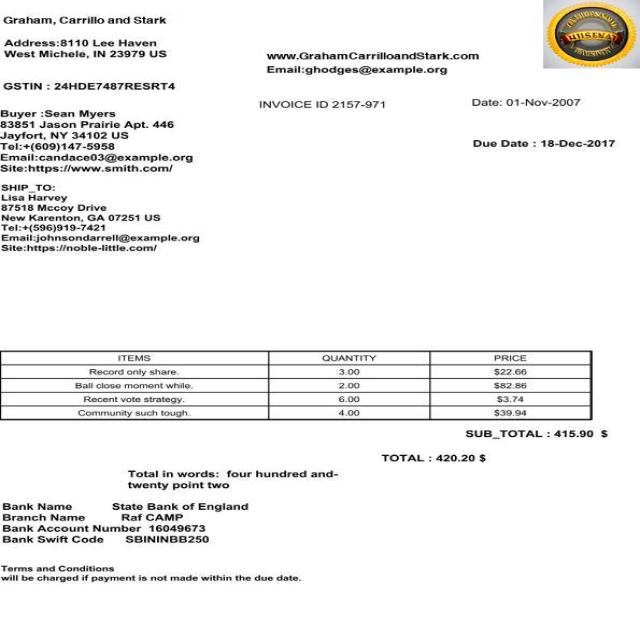 Graham, Carrillo and Stark
Address:8110 Lee Haven
West Michele, IN 23979 US
www.GrahamCarrilloandStark.com
Email:ghodges@example.org
GSTIN : 24HDE7487RESRT4
INVOICE ID 2157-971
Date: 01-Nov-2007
Due Date : 18-Dec-2017
Buyer :Sean Myers
83851 Jason Prairie Apt. 446
Jayfort, NY 34102 US
Tel:+(609)147-5958
Email:candace03@example.org
Site:https://www.smith.com/
SHIP_TO:
Lisa Harvey
87518 Mccoy Drive
New Karenton, GA 07251 US
Tel:+(596)919-7421
Email:johnsondarrell@example.org
Site:https://noble-little.com/
ITEMS QUANTITY PRICE
Record only share. 3.00 $22.66
Ball close moment while. 2.00 $82.86
Recent vote strategy. 6.00 $3.74
Community such tough. 4.00 $39.94
SUB_TOTAL : 415.90 $
TOTAL : 420.20 $
Total in words: four hundred and-
twenty point two
Bank Name State Bank of England
Branch Name Raf CAMP
Bank Account Number 16049673
Bank Swift Code SBININBB250
Terms and Conditions
will be charged if payment is not made within the due date.